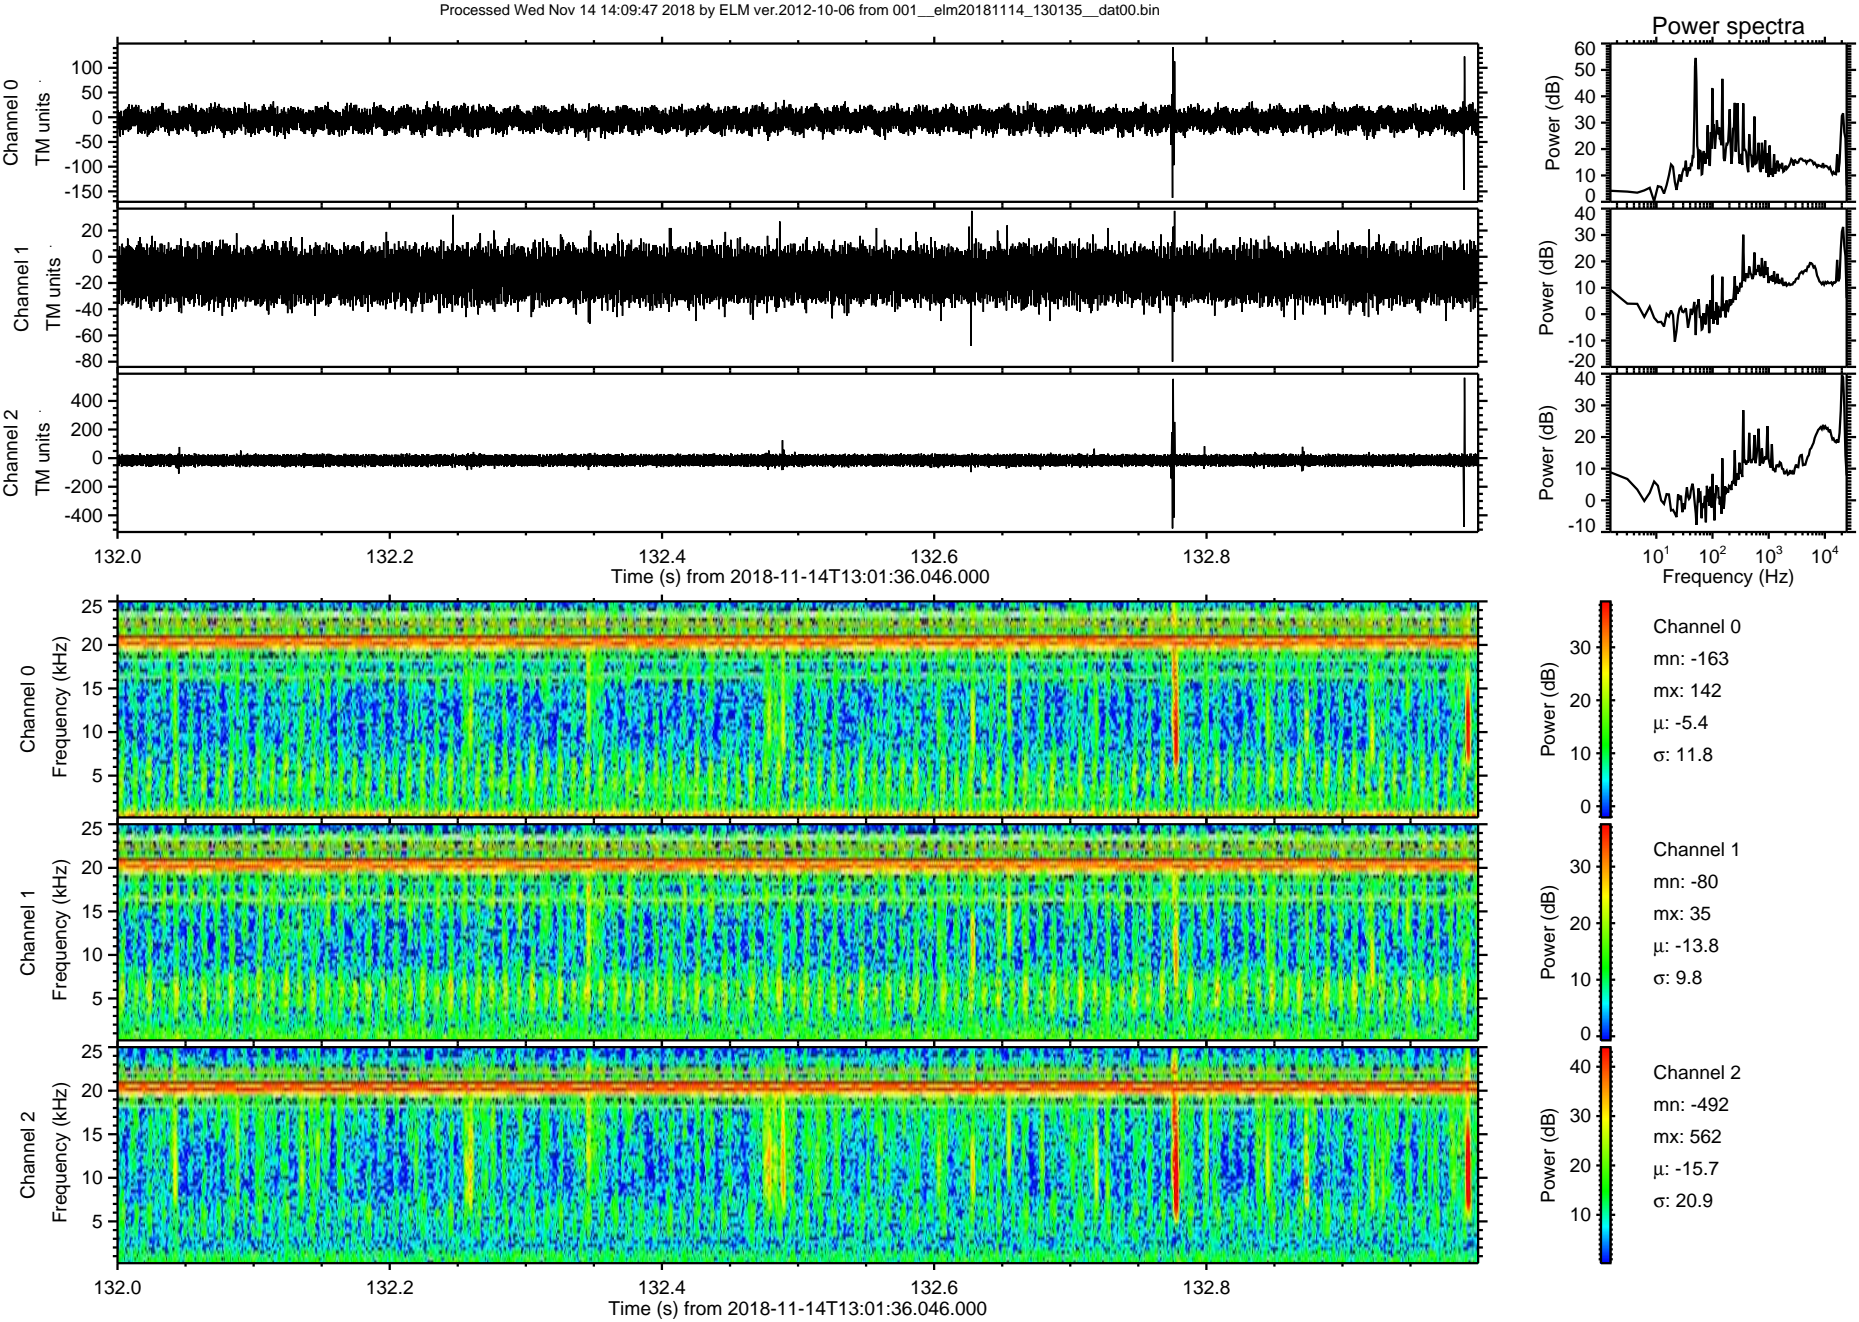 Processed Wed Nov 14 14:09:47 2018 by ELM ver.2012-10-06 from 001__elm20181114_130135__dat00.bin
Power spectra
Channel 0
TM units
100
50
0
-50
-100
-150
Power (dB)
60
50
40
30
20
10
0
Channel 1
TM units
20
0
-20
-40
-60
-80
Power (dB)
40
30
20
10
0
-10
-20
Channel 2
TM units
400
200
0
-200
-400
Power (dB)
40
30
20
10
0
-10
132.0 132.2 132.4 132.6 132.8
Time (s) from 2018-11-14T13:01:36.046.000
10^1 10^2 10^3 10^4
Frequency (Hz)
Channel 0
Frequency (kHz)
25
20
15
10
5
Power (dB)
30
20
10
0
Channel 0
mn: -163
mx: 142
µ: -5.4
σ: 11.8
Channel 1
Frequency (kHz)
25
20
15
10
5
Power (dB)
30
20
10
0
Channel 1
mn: -80
mx: 35
µ: -13.8
σ: 9.8
Channel 2
Frequency (kHz)
25
20
15
10
5
Power (dB)
40
30
20
10
Channel 2
mn: -492
mx: 562
µ: -15.7
σ: 20.9
132.0 132.2 132.4 132.6 132.8
Time (s) from 2018-11-14T13:01:36.046.000